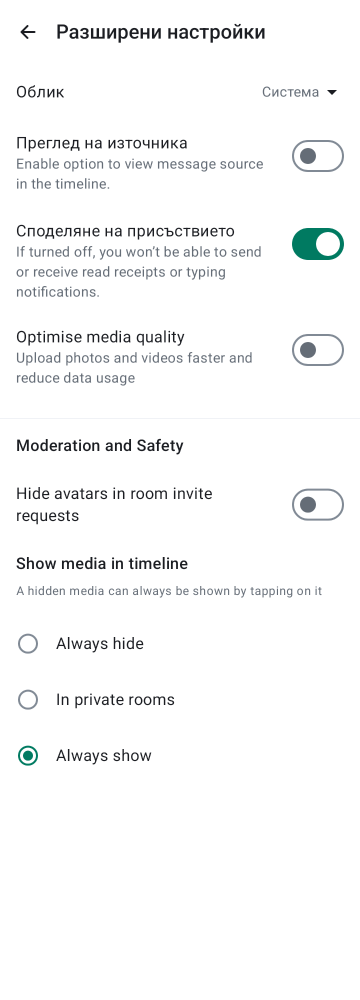 Разширени настройки
Облик
Система
Преглед на източника
Enable option to view message source
in the timeline.
Споделяне на присъствието
If turned off, you won’t be able to send
or receive read receipts or typing
notifications.
Optimise media quality
Upload photos and videos faster and
reduce data usage
Moderation and Safety
Hide avatars in room invite
requests
Show media in timeline
A hidden media can always be shown by tapping on it
Always hide
In private rooms
Always show